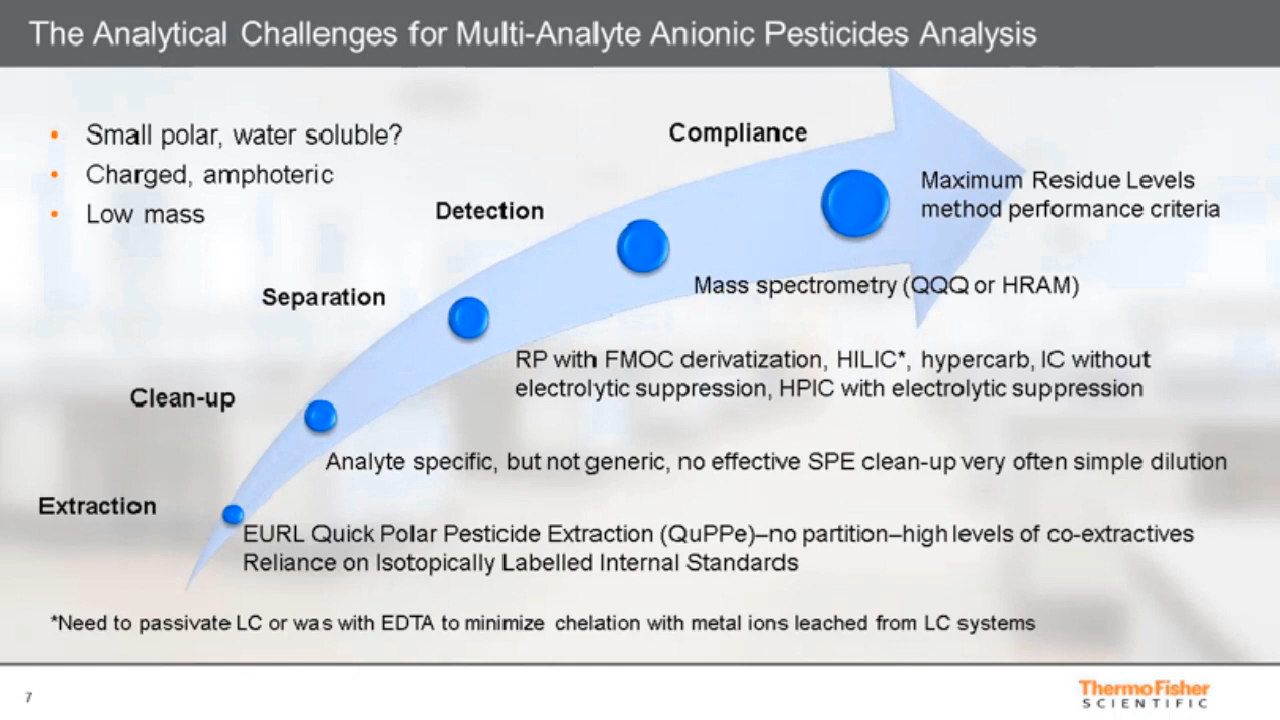 The Analytical Challenges for Multi-Analyte Anionic Pesticides Analysis
• Small polar, water soluble?
• Charged, amphoteric
• Low mass
Compliance
Maximum Residue Levels
method performance criteria
Detection
Mass spectrometry (QQQ or HRAM)
Separation
RP with FMOC derivatization, HILIC*, hypercarb, IC without
electrolytic suppression, HPIC with electrolytic suppression
Clean-up
Analyte specific, but not generic, no effective SPE clean-up very often simple dilution
Extraction
EURL Quick Polar Pesticide Extraction (QuPPe)–no partition–high levels of co-extractives
Reliance on Isotopically Labelled Internal Standards
*Need to passivate LC or was with EDTA to minimize chelation with metal ions leached from LC systems
7
ThermoFisher
SCIENTIFIC